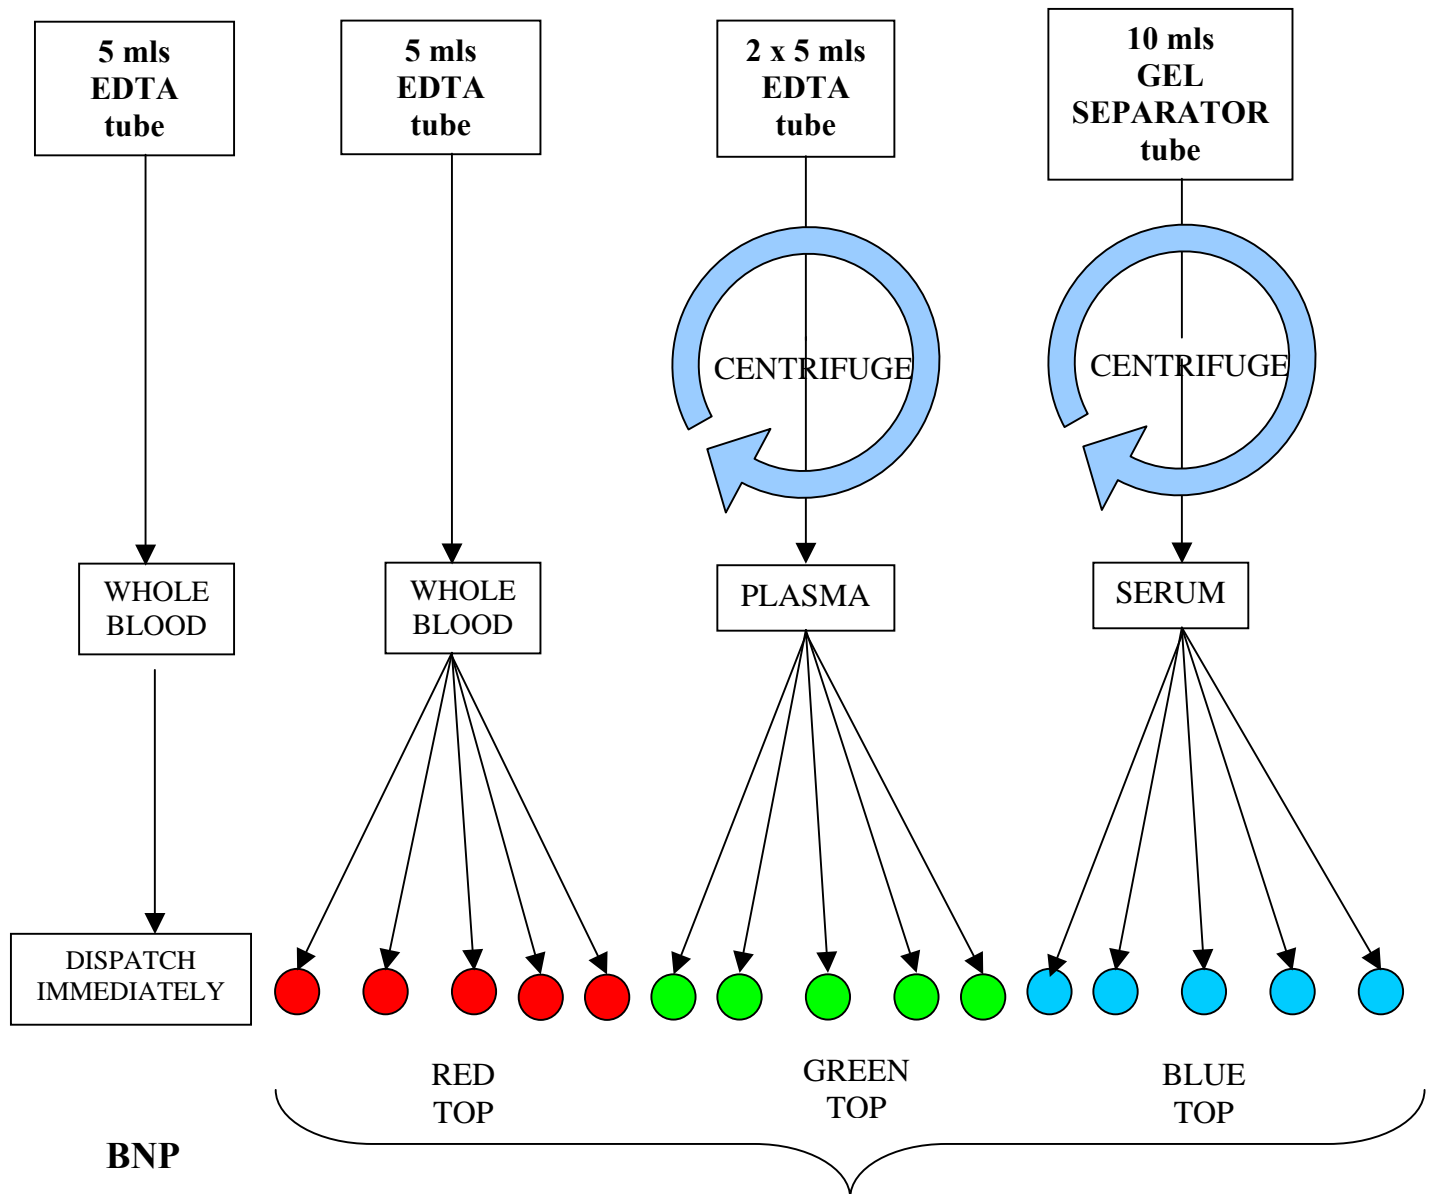 5 mls
EDTA
tube
5 mls
EDTA
tube
2 x 5 mls
EDTA
tube
10 mls
GEL
SEPARATOR
tube
CENTRIFUGE
CENTRIFUGE
WHOLE
BLOOD
WHOLE
BLOOD
PLASMA
SERUM
DISPATCH
IMMEDIATELY
RED
TOP
GREEN
TOP
BLUE
TOP
BNP